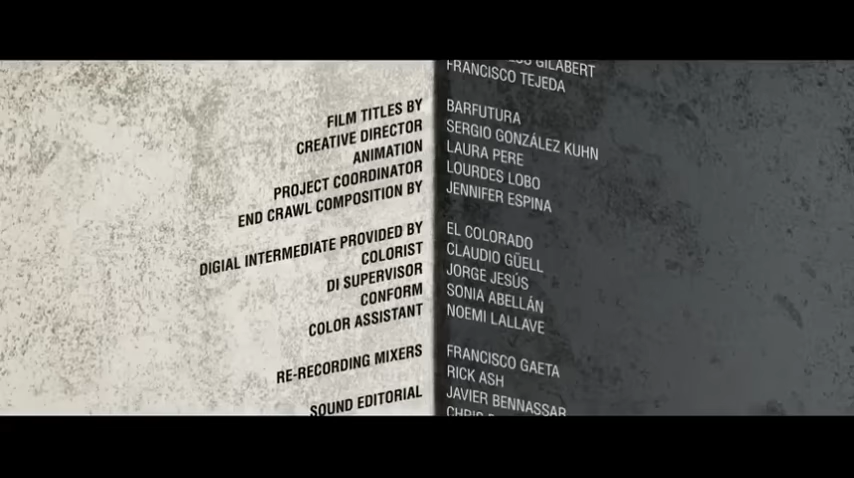 GILABERT
FRANCISCO TEJEDA
FILM TITLES BY BARFUTURA
CREATIVE DIRECTOR SERGIO GONZÁLEZ KUHN
ANIMATION LAURA PERE
PROJECT COORDINATOR LOURDES LOBO
END CRAWL COMPOSITION BY JENNIFER ESPINA
DIGIAL INTERMEDIATE PROVIDED BY EL COLORADO
COLORIST CLAUDIO GÜELL
DI SUPERVISOR JORGE JESÚS
CONFORM SONIA ABELLÁN
COLOR ASSISTANT NOEMI LALLAVE
RE-RECORDING MIXERS FRANCISCO GAETA
RICK ASH
SOUND EDITORIAL JAVIER BENNASSAR